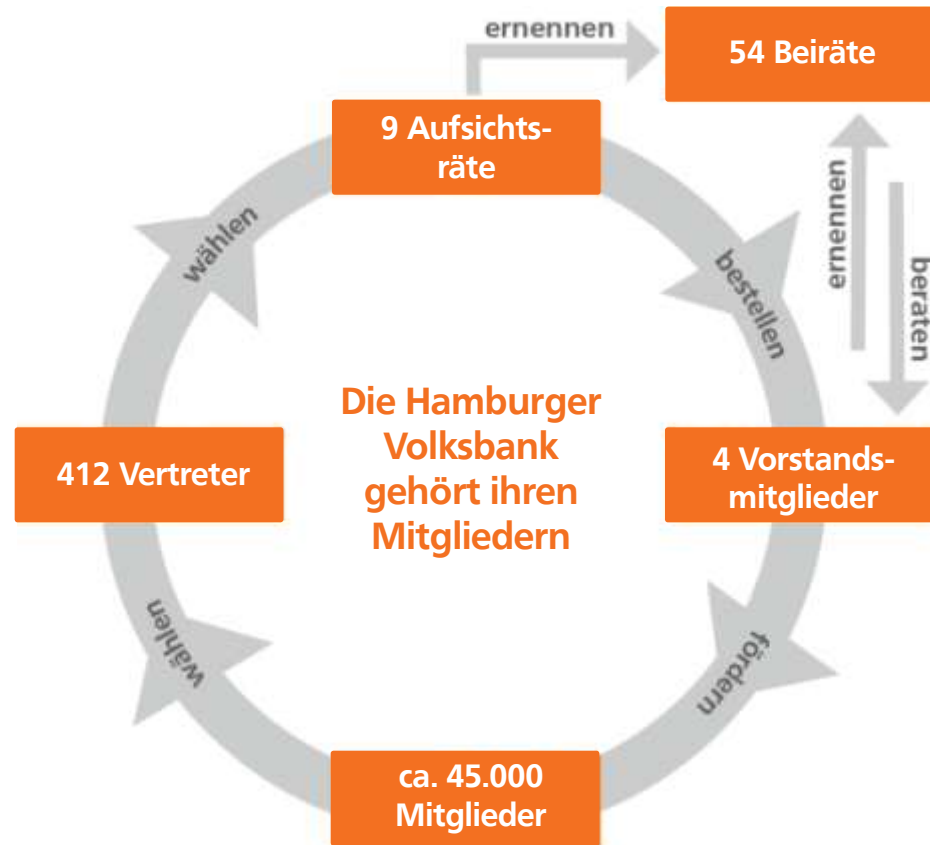 ernennen
54 Beiräte
9 Aufsichts-
räte
wählen
bestellen
ernennen
beraten
Die Hamburger
Volksbank
gehört ihren
Mitgliedern
412 Vertreter
4 Vorstands-
mitglieder
wählen
fördern
ca. 45.000
Mitglieder